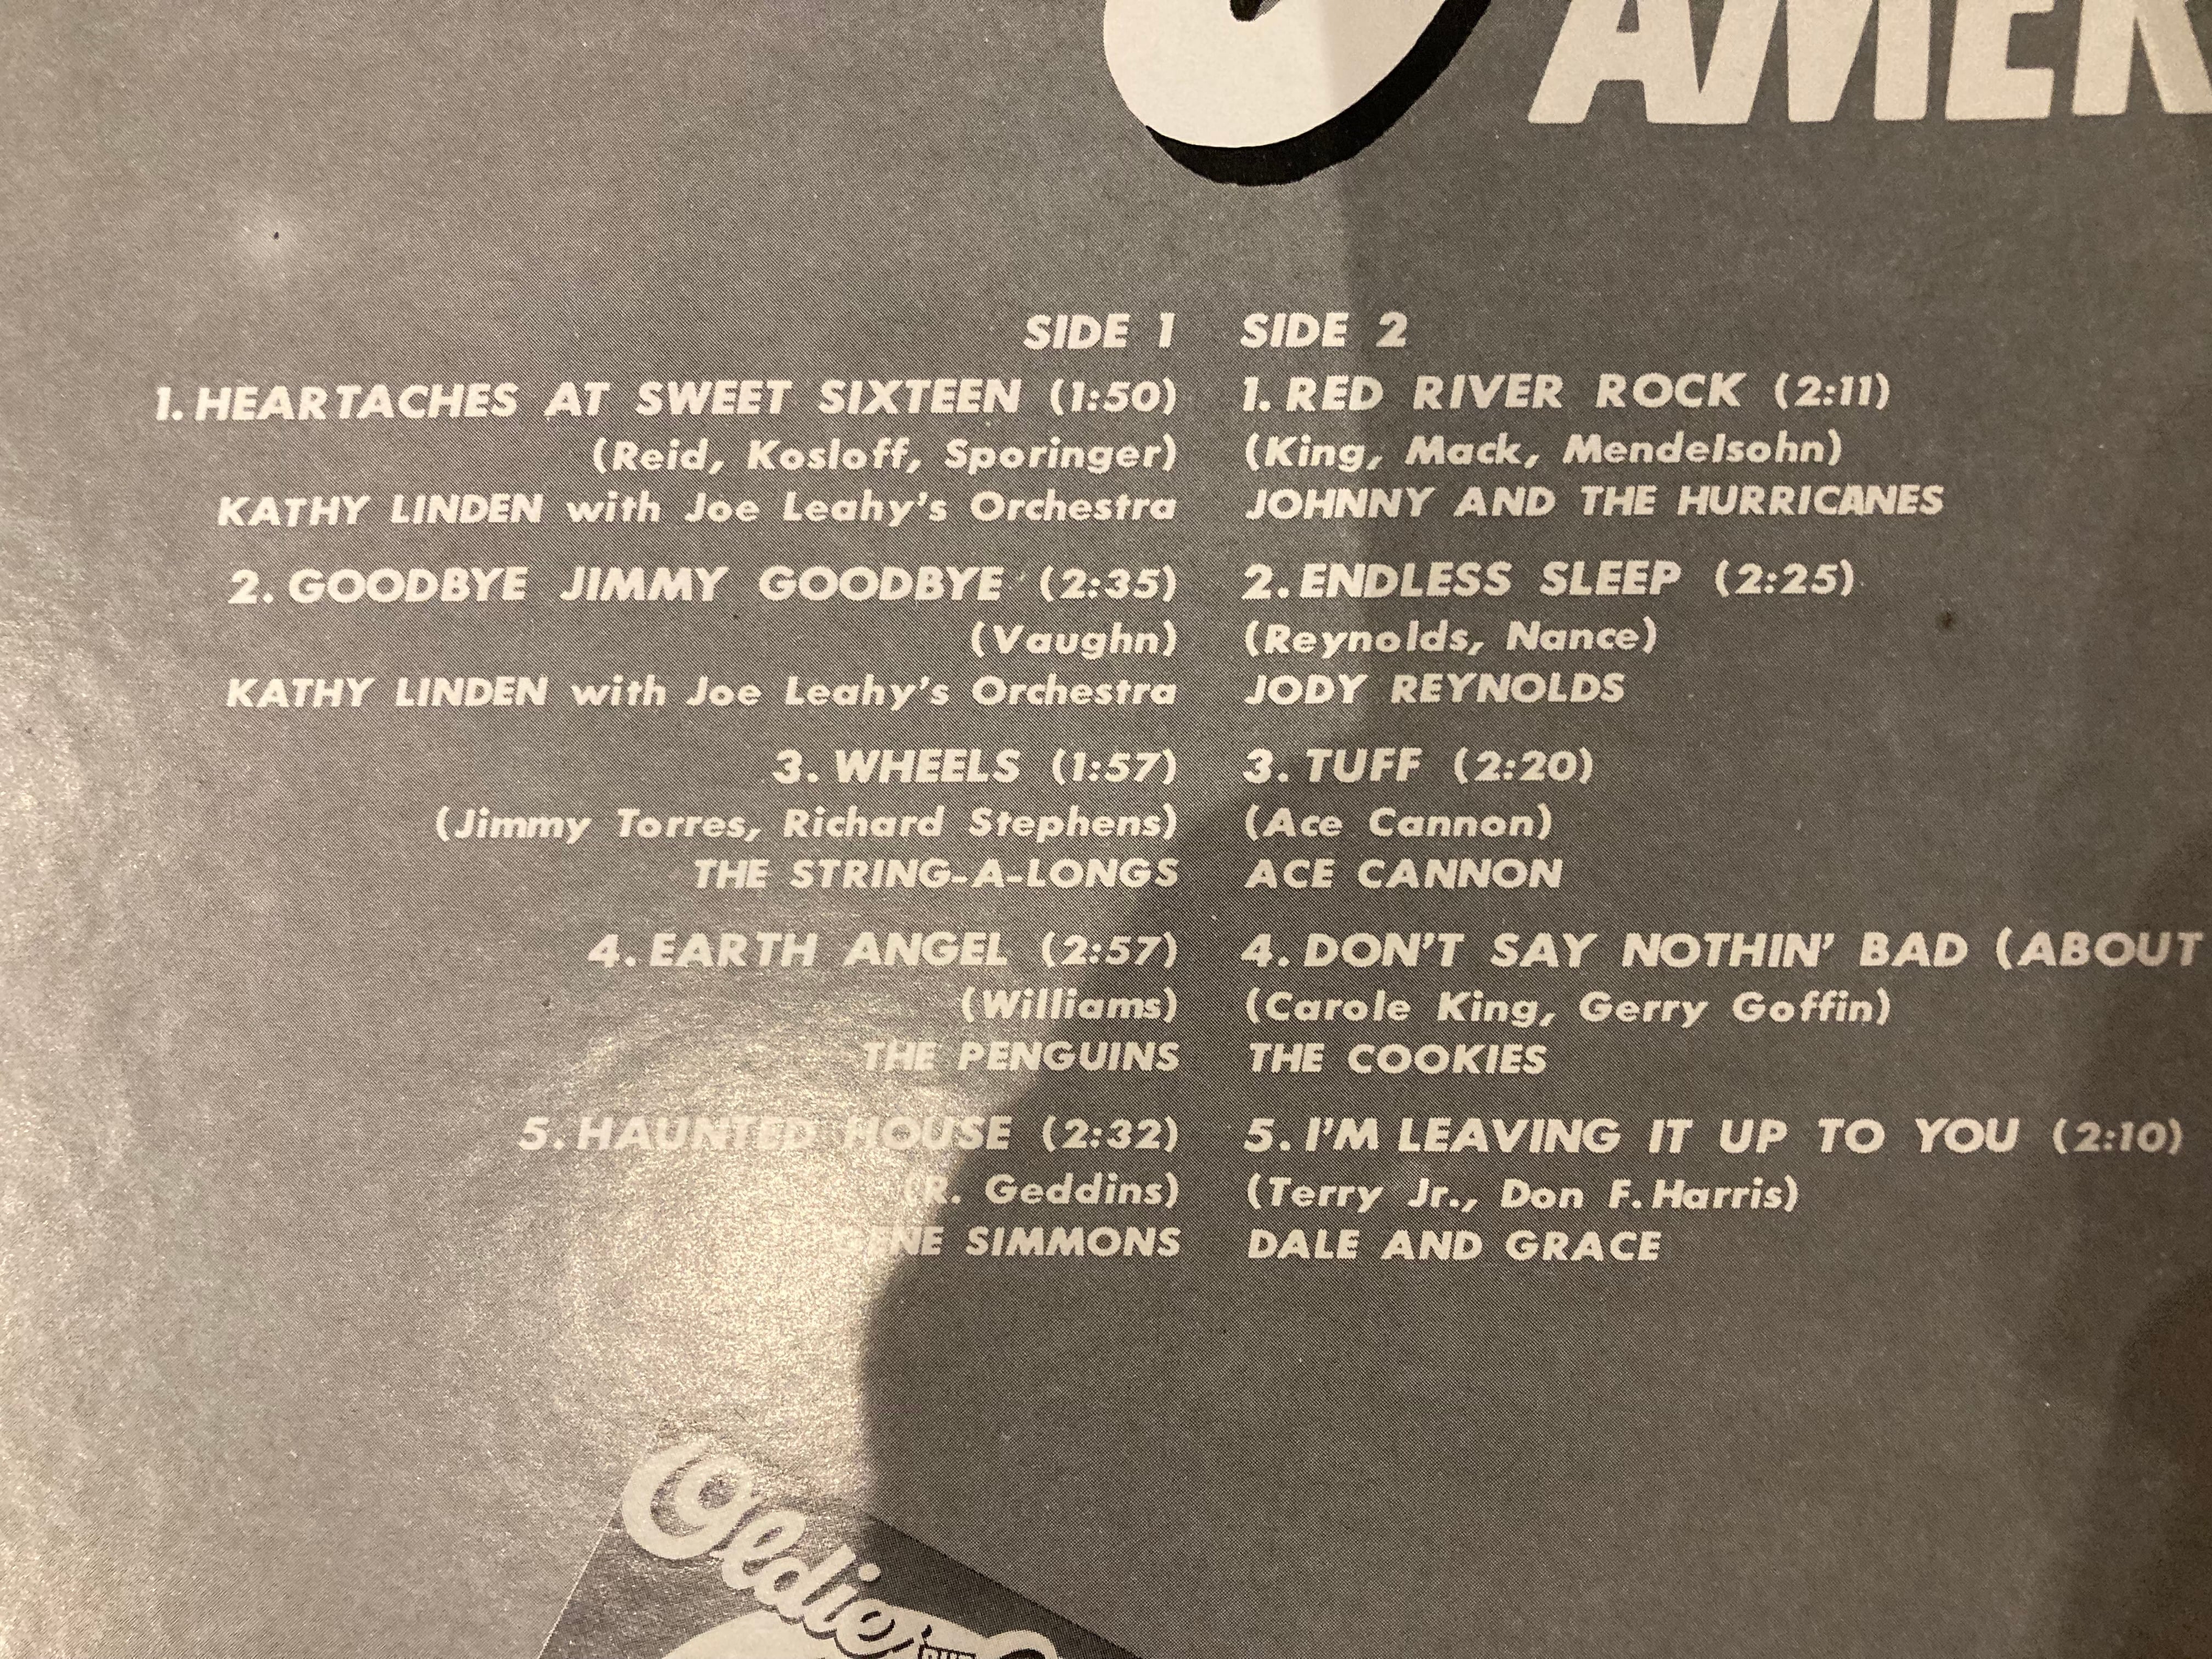 AMER
SIDE 1
1. HEARTACHES AT SWEET SIXTEEN (1:50)
(Reid, Kosloff, Sporinger)
KATHY LINDEN with Joe Leahy's Orchestra
2. GOODBYE JIMMY GOODBYE (2:35)
(Vaughn)
KATHY LINDEN with Joe Leahy's Orchestra
3. WHEELS (1:57)
(Jimmy Torres, Richard Stephens)
THE STRING-A-LONGS
4. EARTH ANGEL (2:57)
(Williams)
THE PENGUINS
5. HAUNTED HOUSE (2:32)
(R. Geddins)
ENE SIMMONS
SIDE 2
1. RED RIVER ROCK (2:11)
(King, Mack, Mendelsohn)
JOHNNY AND THE HURRICANES
2. ENDLESS SLEEP (2:25)
(Reynolds, Nance)
JODY REYNOLDS
3. TUFF (2:20)
(Ace Cannon)
ACE CANNON
4. DON'T SAY NOTHIN' BAD (ABOUT
(Carole King, Gerry Goffin)
THE COOKIES
5. I'M LEAVING IT UP TO YOU (2:10)
(Terry Jr., Don F. Harris)
DALE AND GRACE
Oldie